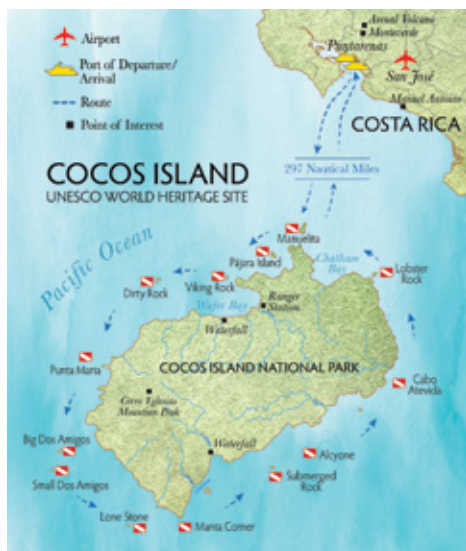 Airport
Port of Departure/
Arrival
Route
Point of Interest
Arenal Volcano
Monteverde
Puntarenas
San José
Manuel Antonio
COSTA RICA
297 Nautical Miles
COCOS ISLAND
UNESCO WORLD HERITAGE SITE
Pacific Ocean
Manuelita
Chatham
Bay
Pájara Island
Lobster
Rock
Viking Rock
Dirty Rock
Wafer Bay
Ranger
Station
Waterfall
Punta Maria
COCOS ISLAND NATIONAL PARK
Cabo
Atevida
Mountain Peak
Big Dos Amigos
Waterfall
Alcyone
Small Dos Amigos
Submerged
Rock
Lone Stone
Manta Corner